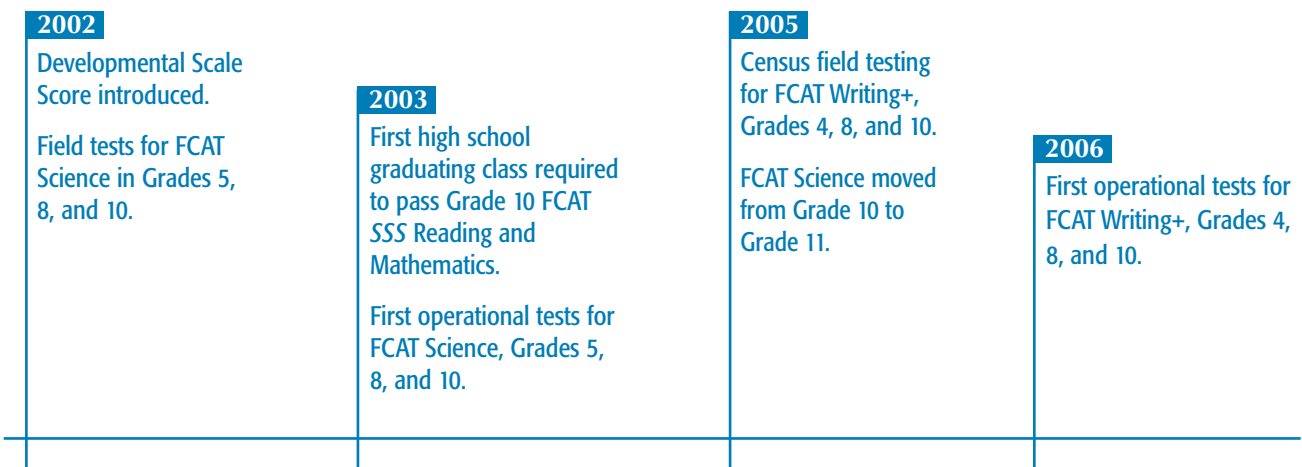 2002
Developmental Scale
Score introduced.
Field tests for FCAT
Science in Grades 5,
8, and 10.
2003
First high school
graduating class required
to pass Grade 10 FCAT
SSS Reading and
Mathematics.
First operational tests for
FCAT Science, Grades 5,
8, and 10.
2005
Census field testing
for FCAT Writing+,
Grades 4, 8, and 10.
FCAT Science moved
from Grade 10 to
Grade 11.
2006
First operational tests for
FCAT Writing+, Grades 4,
8, and 10.